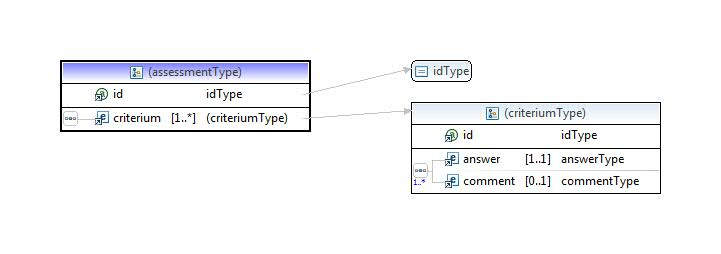 (assessmentType)
id idType
criterium [1..*] (criteriumType)
idType
(criteriumType)
id idType
answer [1..1] answerType
1..* comment [0..1] commentType